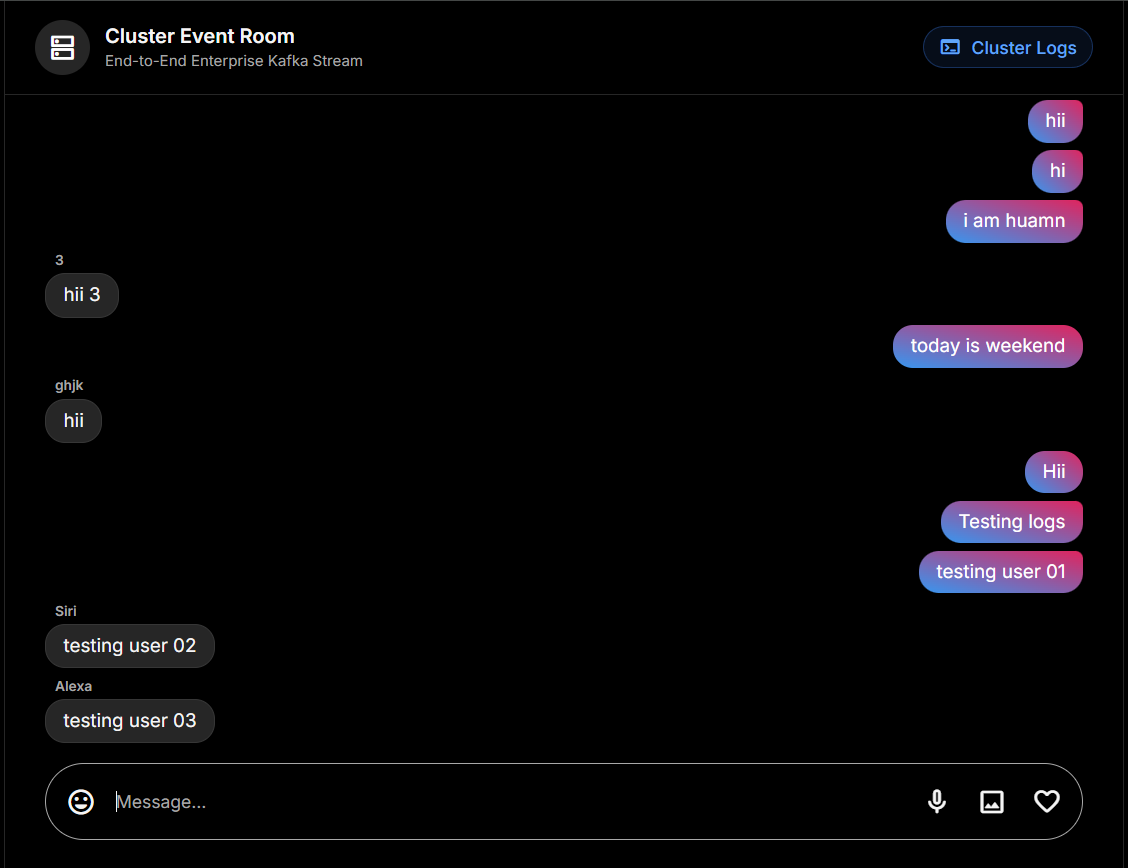 Cluster Event Room
End-to-End Enterprise Kafka Stream
Cluster Logs
hii
hi
i am huamn
3
hii 3
today is weekend
ghjk
hii
Hii
Testing logs
testing user 01
Siri
testing user 02
Alexa
testing user 03
Message...